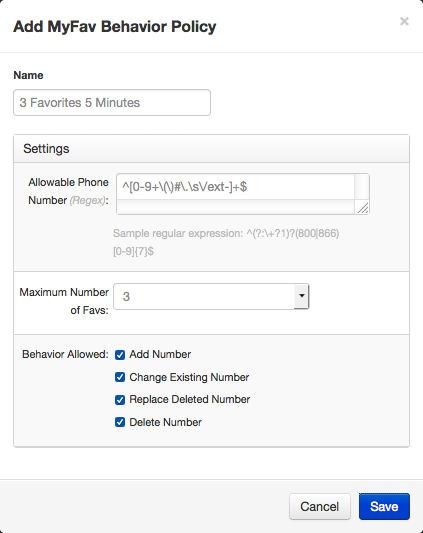 Add MyFav Behavior Policy
×
Name
3 Favorites 5 Minutes
Settings
Allowable Phone
Number (Regex):
^[0-9+\(\)#\.\s\/ext-]+$
Sample regular expression: ^(?:\+?1)?(800|866)
[0-9]{7}$
Maximum Number
of Favs:
3
Behavior Allowed:
Add Number
Change Existing Number
Replace Deleted Number
Delete Number
Cancel
Save